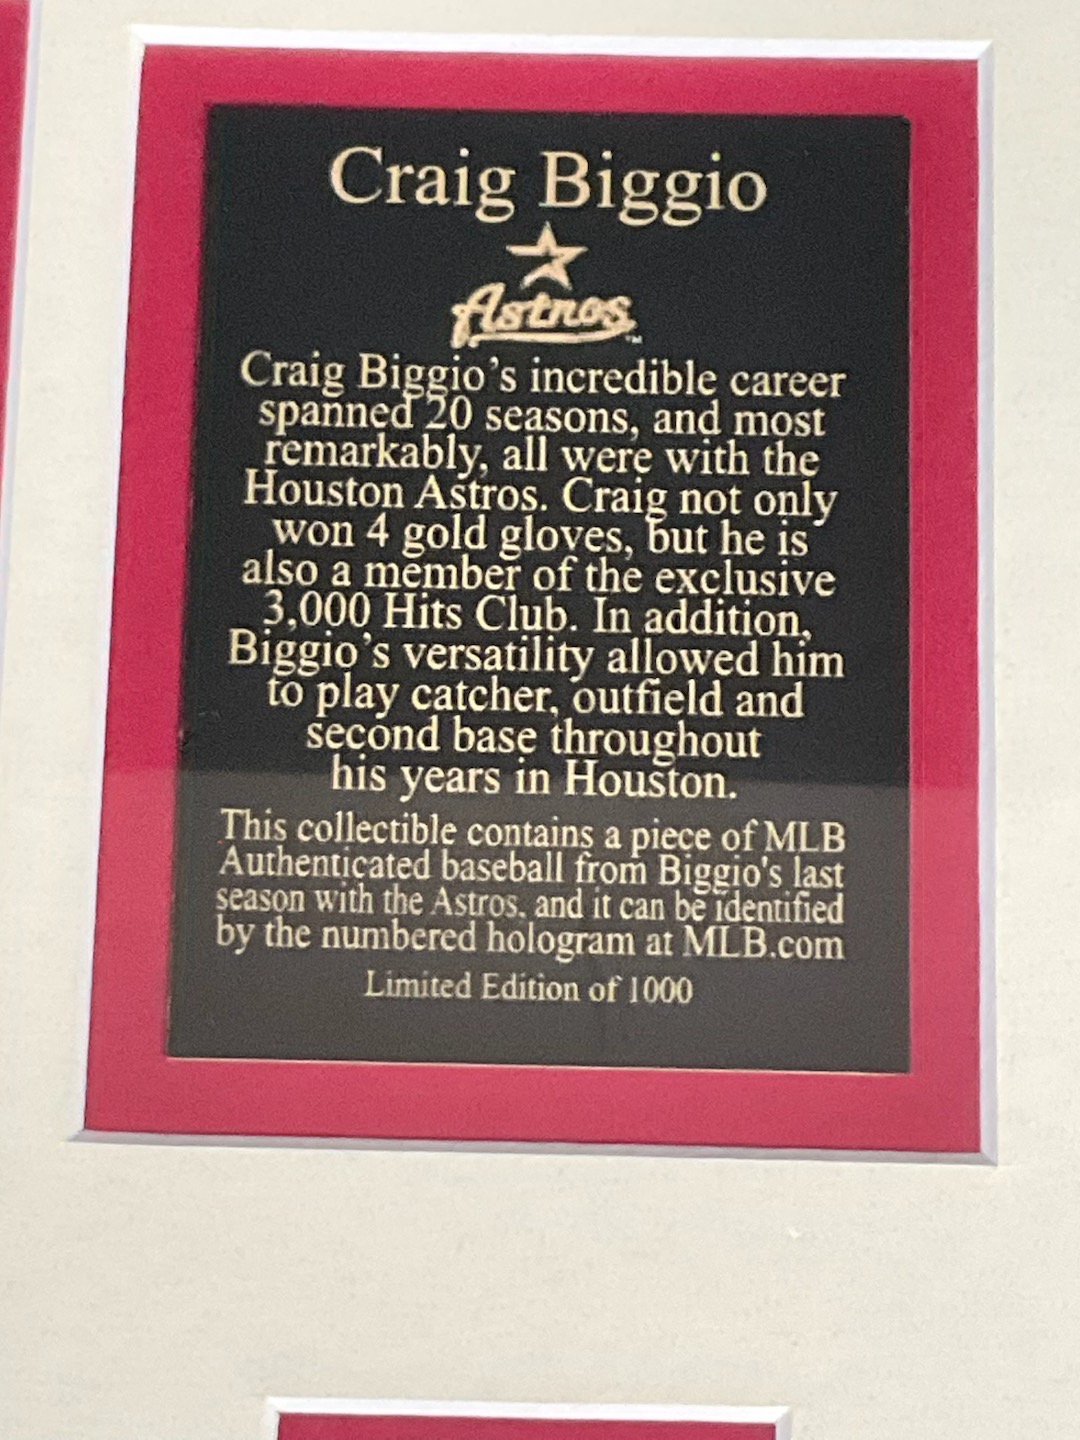 Craig Biggio
Astros
TM
Craig Biggio's incredible career
spanned 20 seasons, and most
remarkably, all were with the
Houston Astros. Craig not only
won 4 gold gloves, but he is
also a member of the exclusive
3,000 Hits Club. In addition,
Biggio's versatility allowed him
to play catcher, outfield and
second base throughout
his years in Houston.
This collectible contains a piece of MLB
Authenticated baseball from Biggio's last
season with the Astros, and it can be identified
by the numbered hologram at MLB.com
Limited Edition of 1000